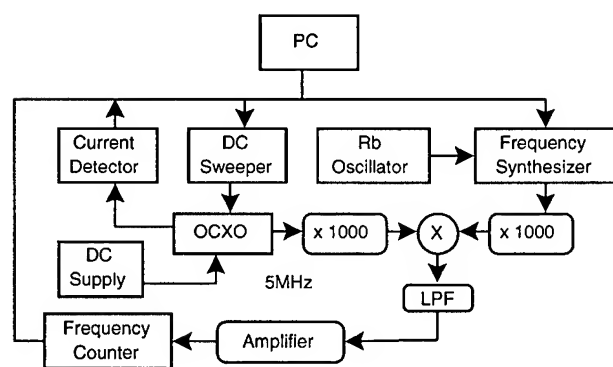 PC
Current
Detector
DC
Sweeper
Rb
Oscillator
Frequency
Synthesizer
OCXO
x 1000
X
x 1000
DC
Supply
5MHz
LPF
Frequency
Counter
Amplifier